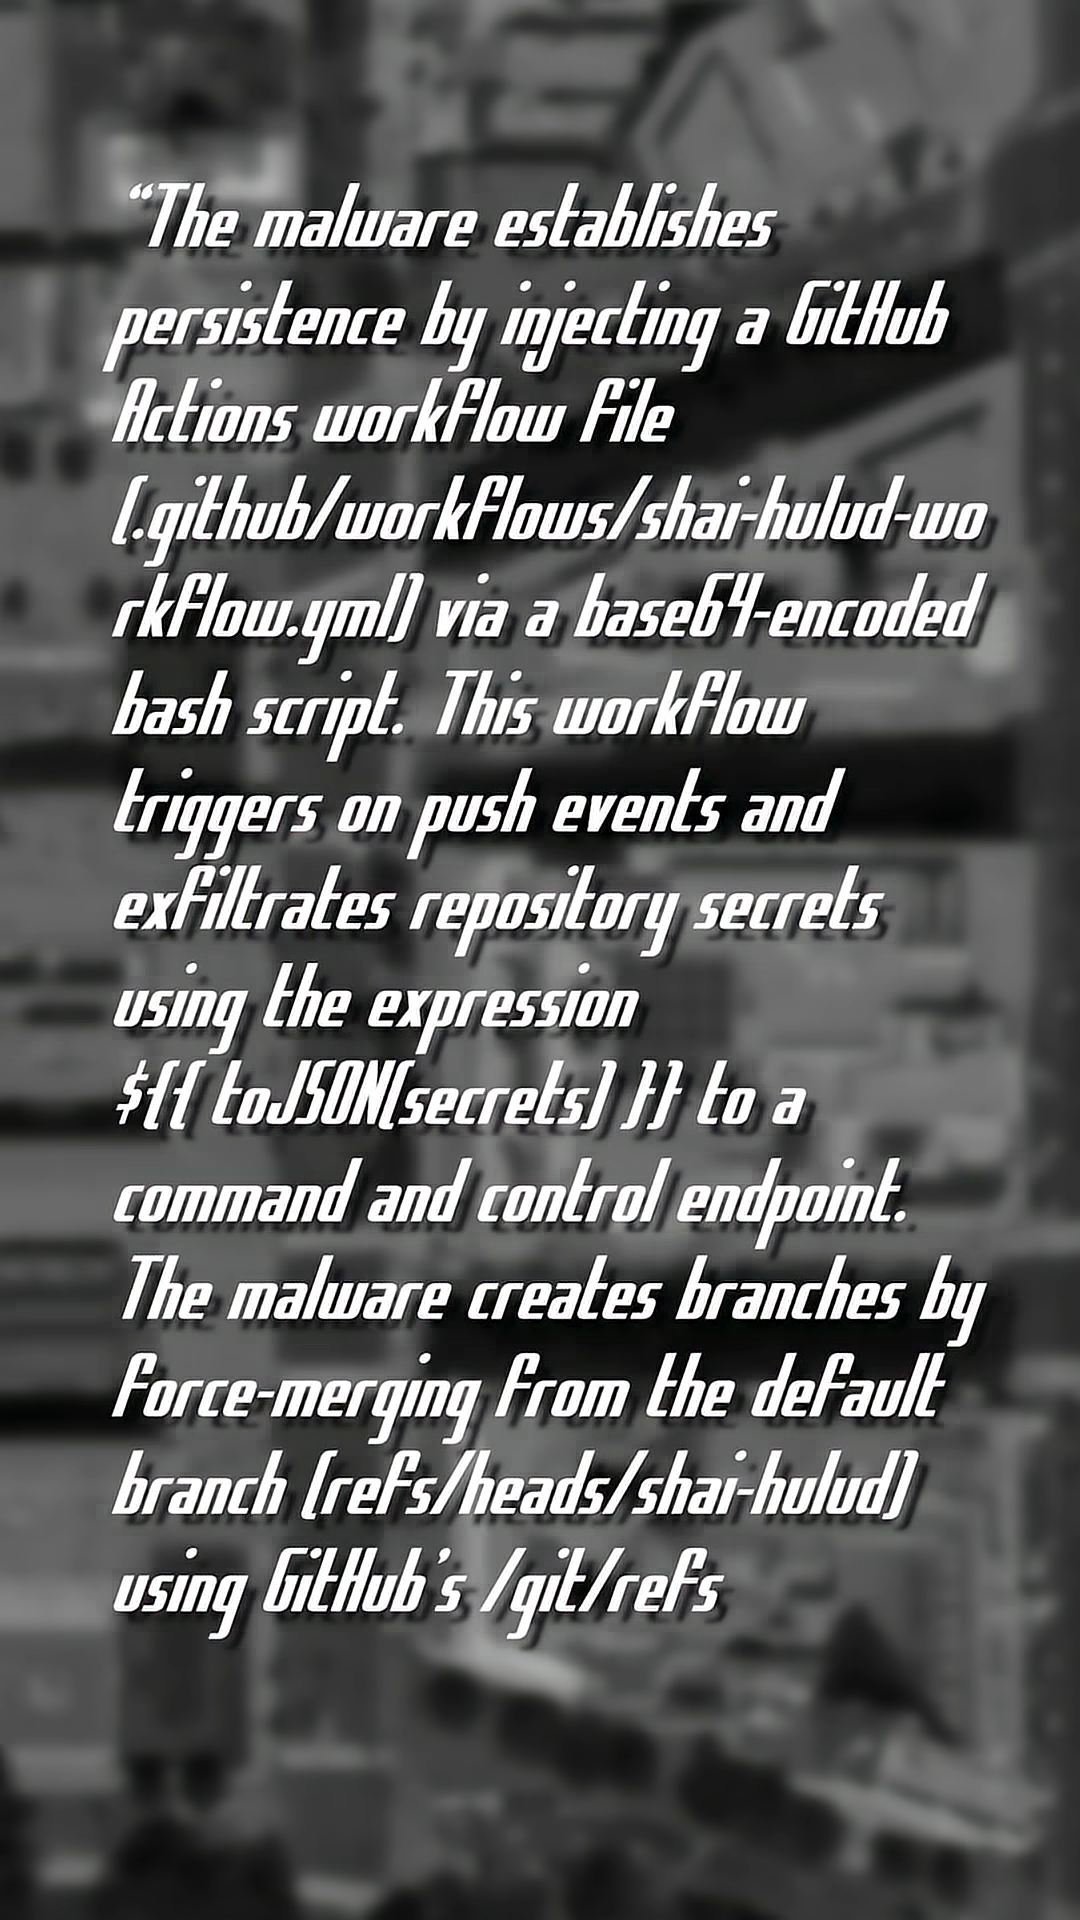 “The malware establishes
persistence by injecting a GitHub
Actions workflow file
(.github/workflows/shai-hulud-wo
rkflow.yml) via a base64-encoded
bash script. This workflow
triggers on push events and
exfiltrates repository secrets
using the expression
${{ toJSON(secrets) }} to a
command and control endpoint.
The malware creates branches by
force-merging from the default
branch (refs/heads/shai-hulud)
using GitHub’s /git/refs